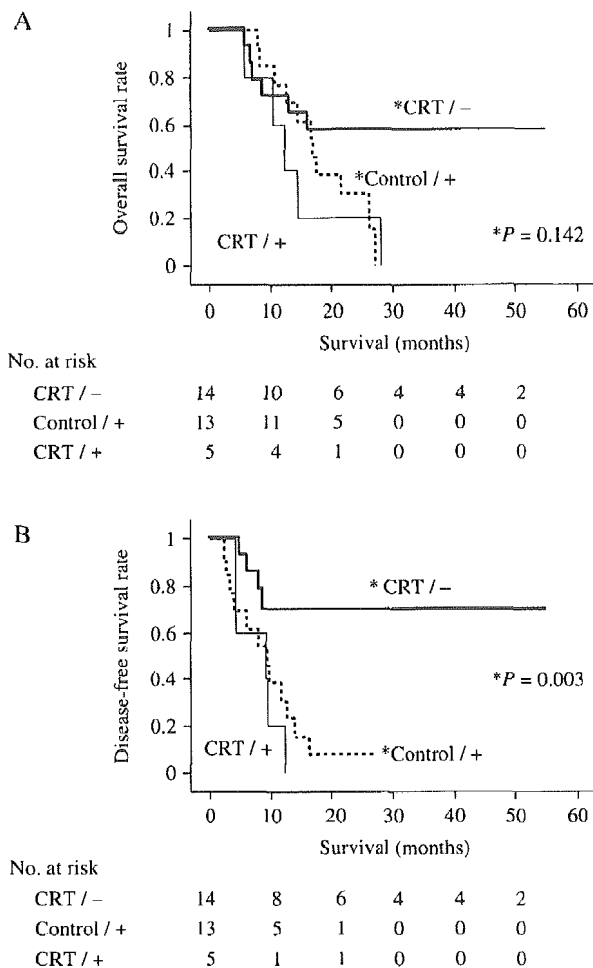 A
Overall survival rate
1
0.8
0.6
0.4
0.2
0
*CRT / –
*Control / +
CRT / +
*P = 0.142
0 10 20 30 40 50 60
Survival (months)
No. at risk
CRT / – 14 10 6 4 4 2
Control / + 13 11 5 0 0 0
CRT / + 5 4 1 0 0 0
B
Disease-free survival rate
1
0.8
0.6
0.4
0.2
0
* CRT / –
*P = 0.003
CRT / +
*Control / +
0 10 20 30 40 50 60
Survival (months)
No. at risk
CRT / – 14 8 6 4 4 2
Control / + 13 5 1 0 0 0
CRT / + 5 1 1 0 0 0